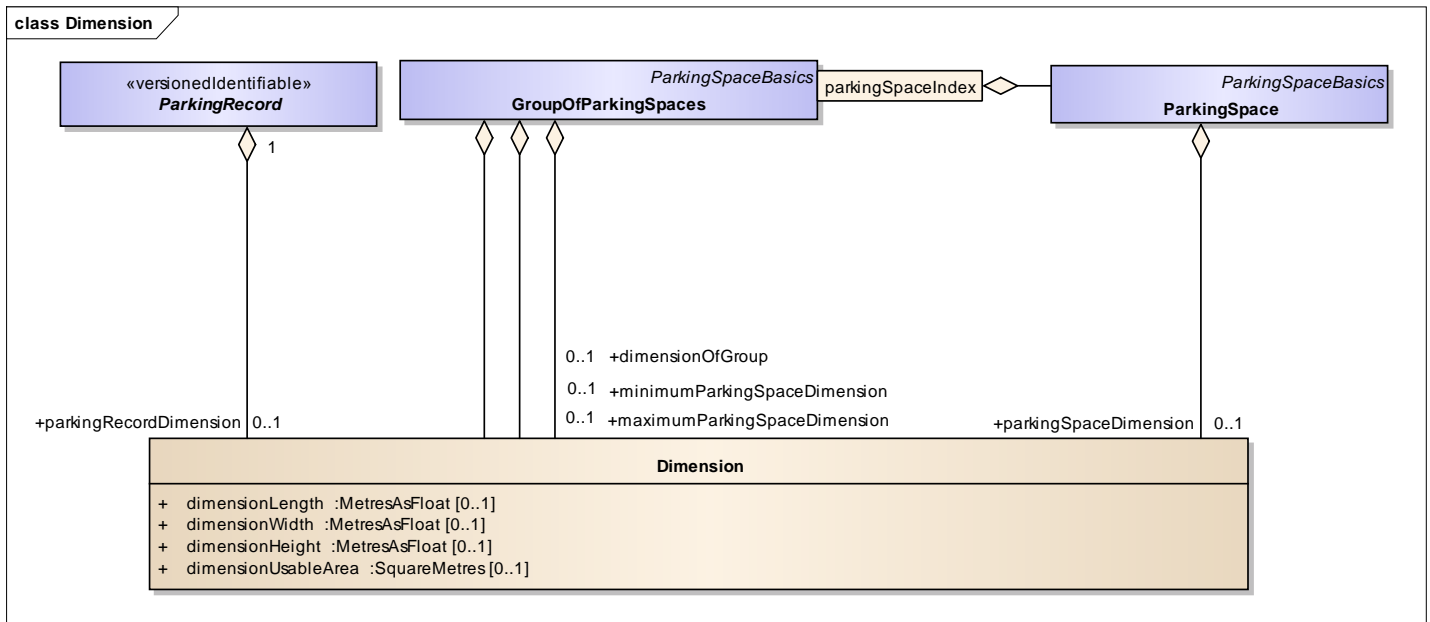 class Dimension
«versionedIdentifiable»
ParkingRecord
ParkingSpaceBasics
GroupOfParkingSpaces
parkingSpaceIndex
ParkingSpaceBasics
ParkingSpace
1
0..1 +dimensionOfGroup
0..1 +minimumParkingSpaceDimension
0..1 +maximumParkingSpaceDimension
+parkingRecordDimension 0..1
+parkingSpaceDimension 0..1
Dimension
+ dimensionLength :MetresAsFloat [0..1]
+ dimensionWidth :MetresAsFloat [0..1]
+ dimensionHeight :MetresAsFloat [0..1]
+ dimensionUsableArea :SquareMetres [0..1]